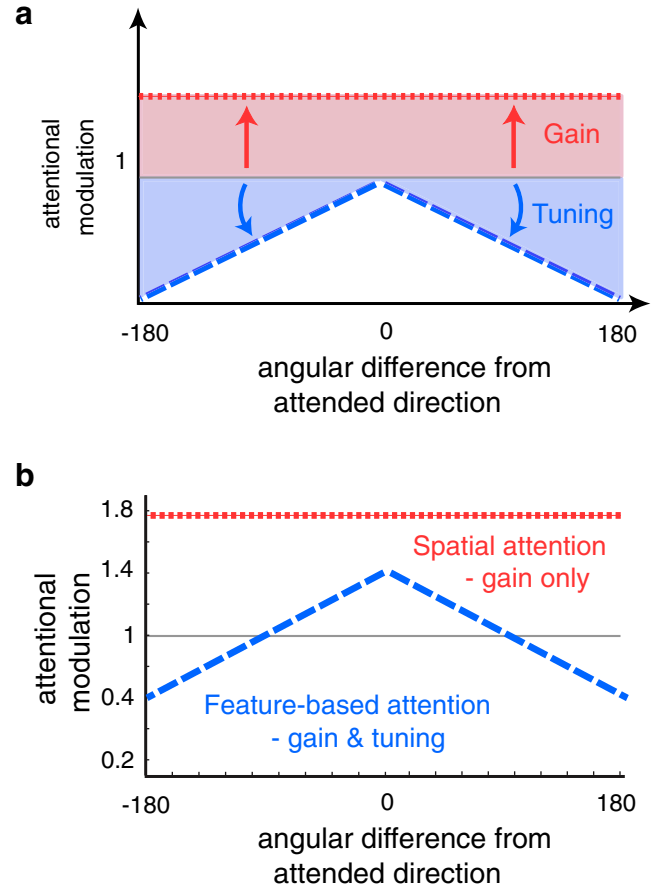 a
attentional
modulation
1
Gain
Tuning
-180
0
180
angular difference from
attended direction
b
1.8
1.4
1
0.4
0.2
attentional
modulation
Spatial attention
- gain only
Feature-based attention
- gain & tuning
-180
0
180
angular difference from
attended direction